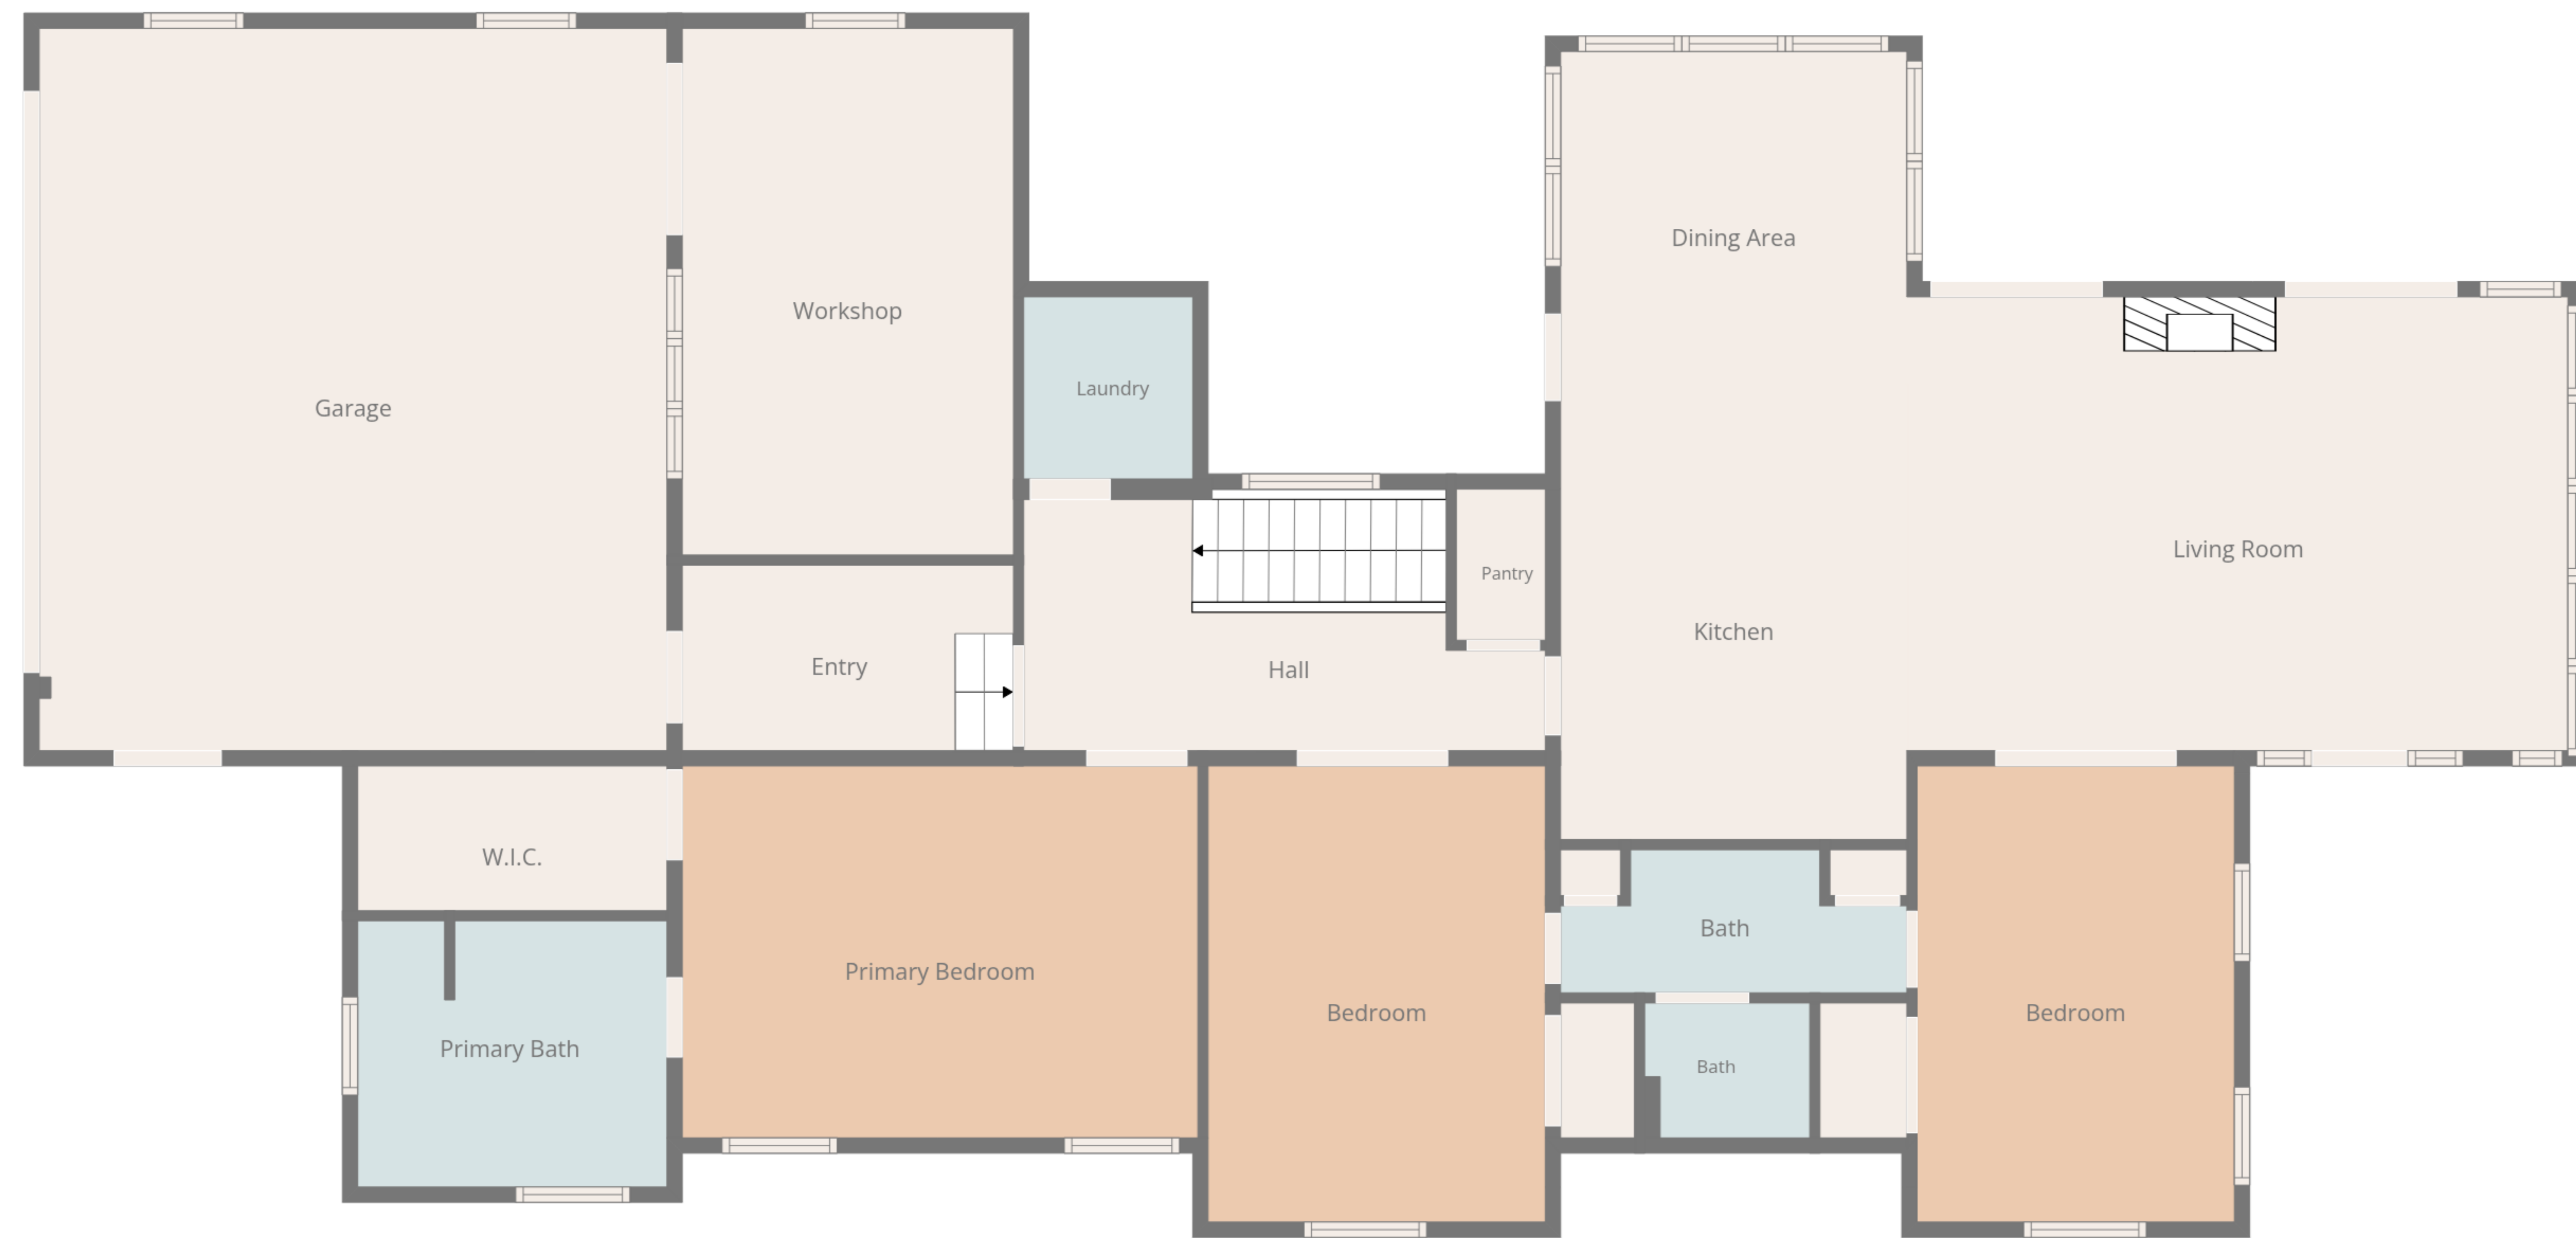 Dining Area
Workshop
Laundry
Garage
Living Room
Pantry
Kitchen
Entry
Hall
W.I.C.
Bath
Primary Bedroom
Bedroom
Bedroom
Primary Bath
Bath